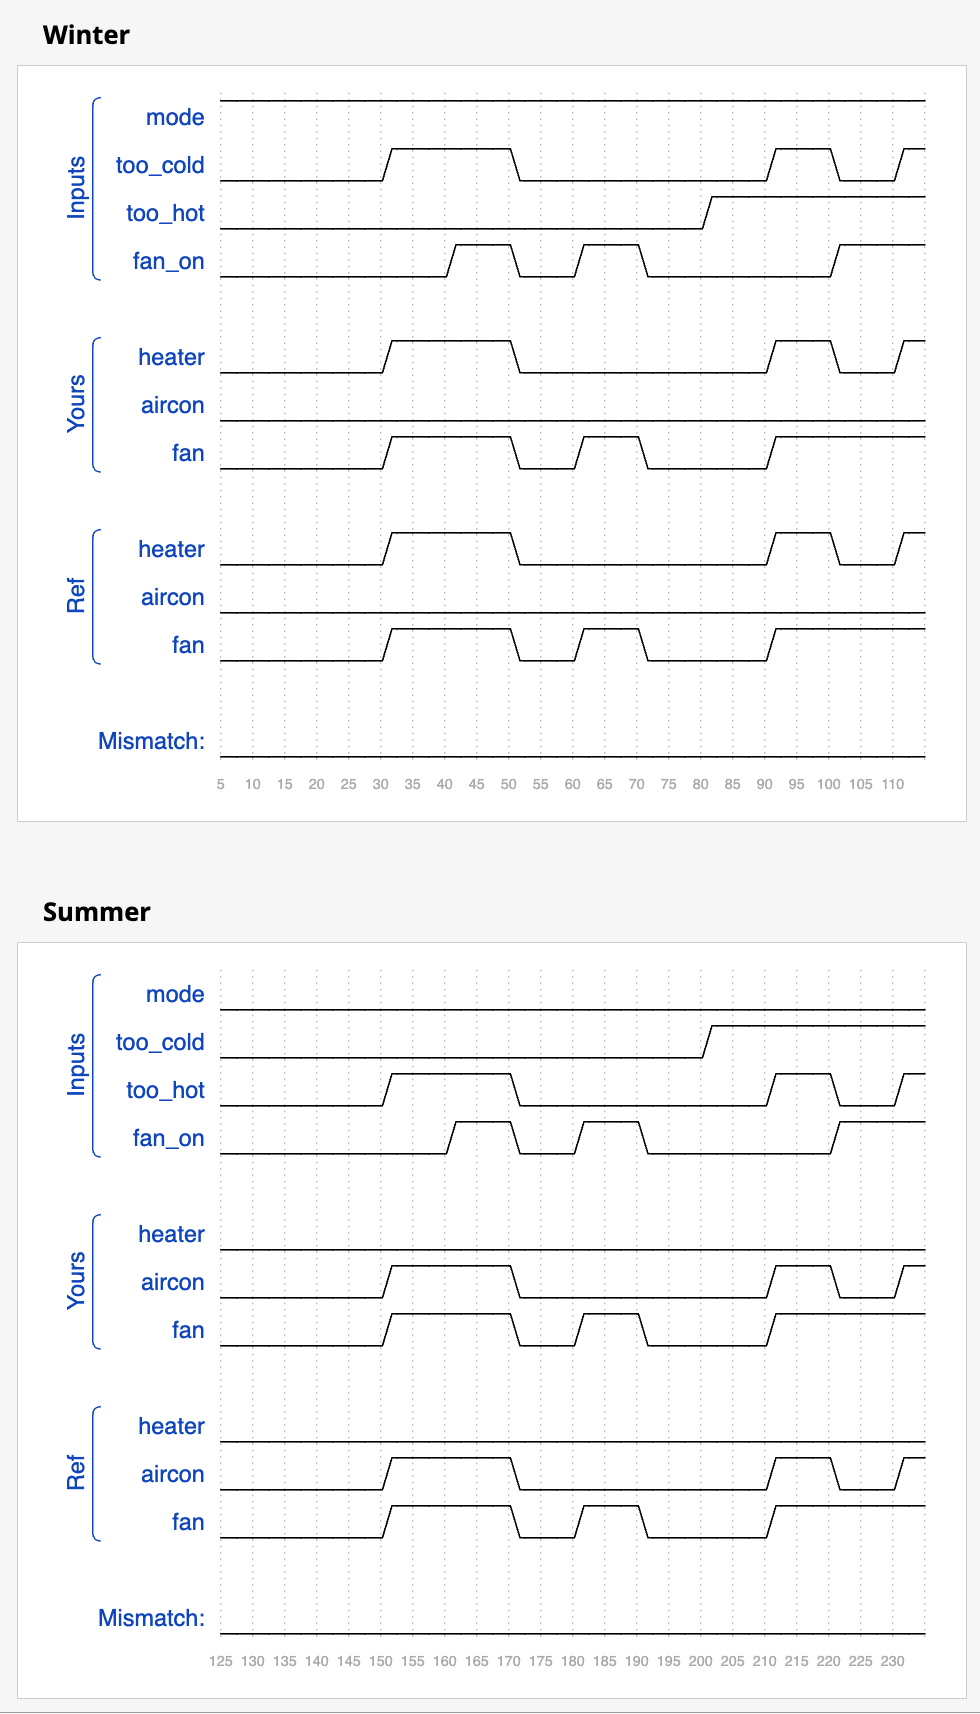 Winter
Inputs
mode
too_cold
too_hot
fan_on
Yours
heater
aircon
fan
Ref
heater
aircon
fan
Mismatch:
5 10 15 20 25 30 35 40 45 50 55 60 65 70 75 80 85 90 95 100 105 110
Summer
Inputs
mode
too_cold
too_hot
fan_on
Yours
heater
aircon
fan
Ref
heater
aircon
fan
Mismatch:
125 130 135 140 145 150 155 160 165 170 175 180 185 190 195 200 205 210 215 220 225 230